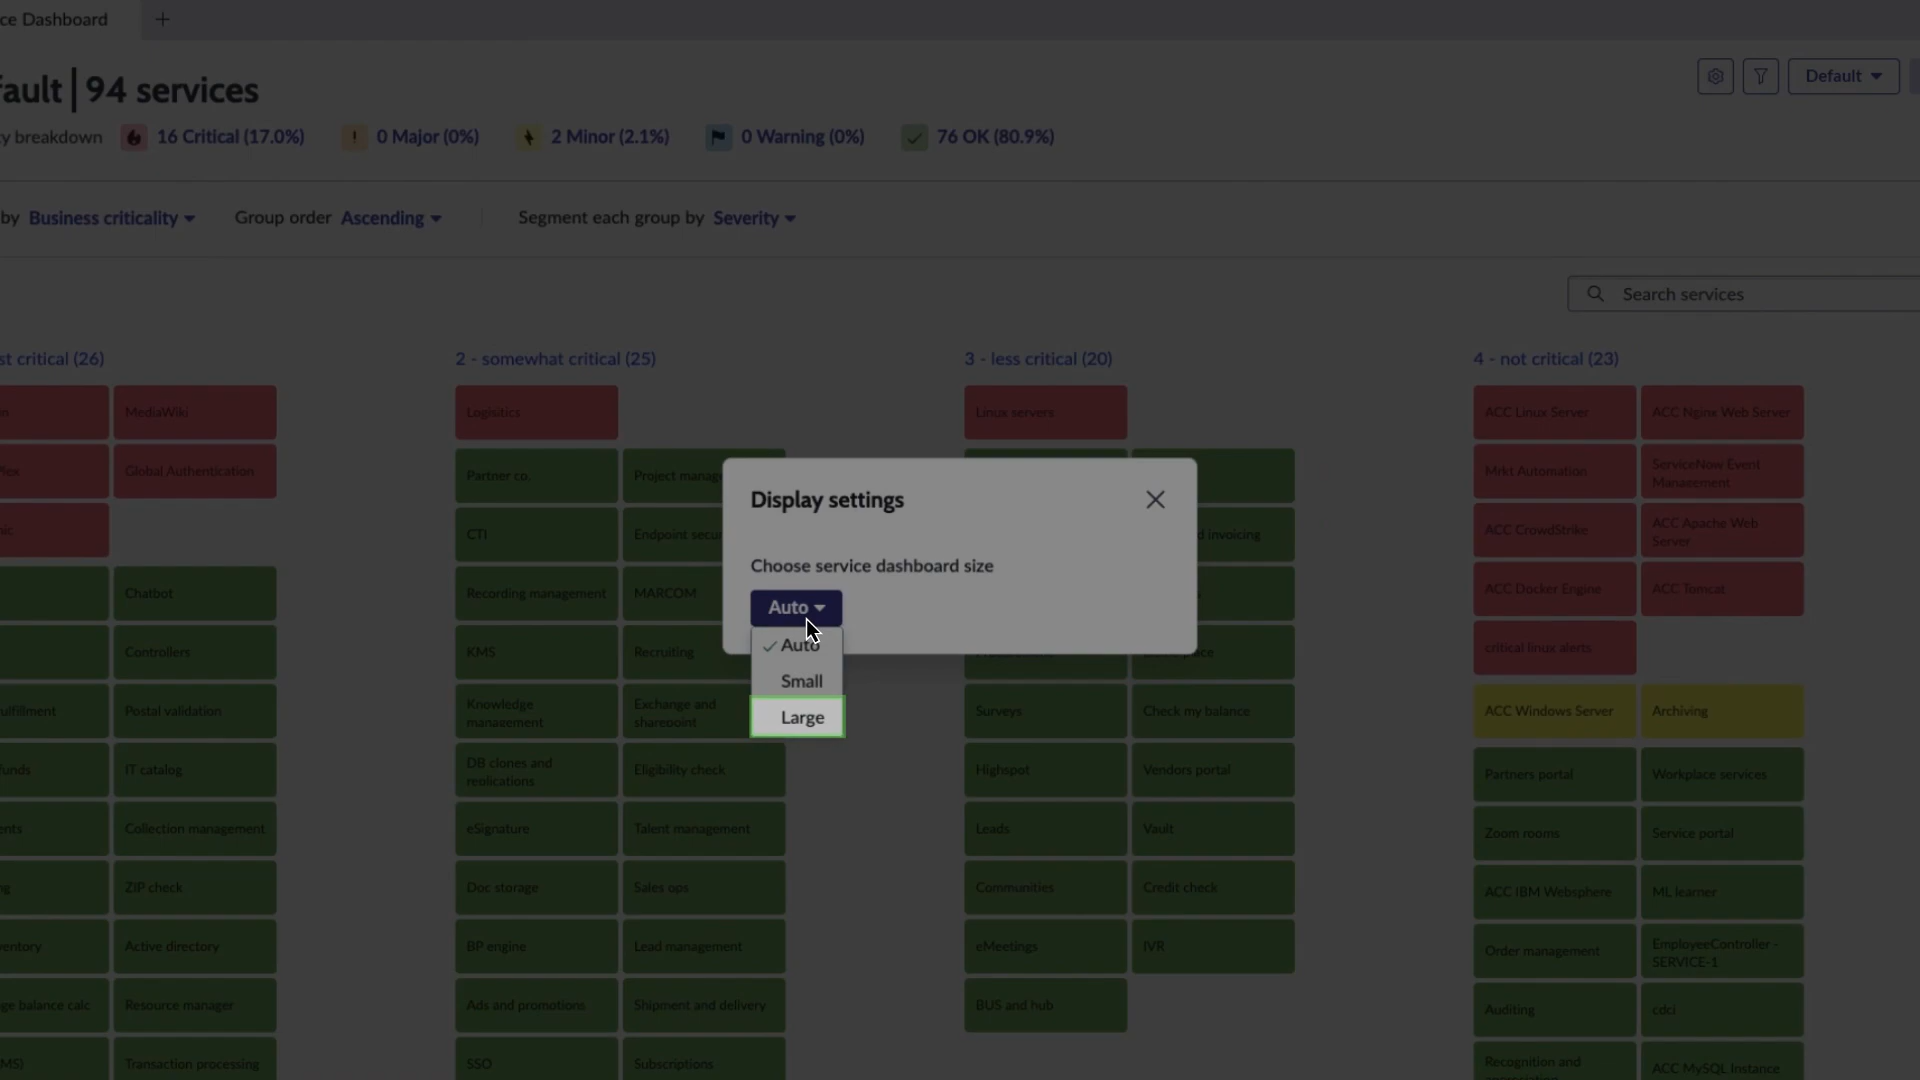 ce Dashboard
fault | 94 services
Default
y breakdown 16 Critical (17.0%) 0 Major (0%) 2 Minor (2.1%) 0 Warning (0%) 76 OK (80.9%)
by Business criticality Group order Ascending Segment each group by Severity
Search services
st critical (26)
MediaWiki
Plex
Global Authentication
nic
Chatbot
Controllers
ulfillment
Postal validation
funds
IT catalog
ents
Collection management
ng
ZIP check
ventory
Active directory
ge balance calc
Resource manager
MS)
Transaction processing
2 - somewhat critical (25)
Logisitics
Partner co.
Project manag
CTI
Endpoint secur
Recording management
MARCOM
KMS
Recruiting
Knowledge
management
Exchange and
sharepoint
DB clones and
replications
Eligibility check
eSignature
Talent management
Doc storage
Sales ops
BP engine
Lead management
Ads and promotions
Shipment and delivery
SSO
Subscriptions
Display settings
Choose service dashboard size
Auto
Auto
Small
Large
3 - less critical (20)
Linux servers
d invoicing
Surveys
Check my balance
Highspot
Vendors portal
Leads
Vault
Communities
Credit check
eMeetings
IVR
BUS and hub
4 - not critical (23)
ACC Linux Server
ACC Nginx Web Server
Mrkt Automation
ServiceNow Event
Management
ACC CrowdStrike
ACC Apache Web
Server
ACC Docker Engine
ACC Tomcat
critical linux alerts
ACC Windows Server
Archiving
Partners portal
Workplace services
Zoom rooms
Service portal
ACC IBM Websphere
ML learner
Order management
EmployeeController -
SERVICE-1
Auditing
cdci
Recognition and
ACC MySQL Instance